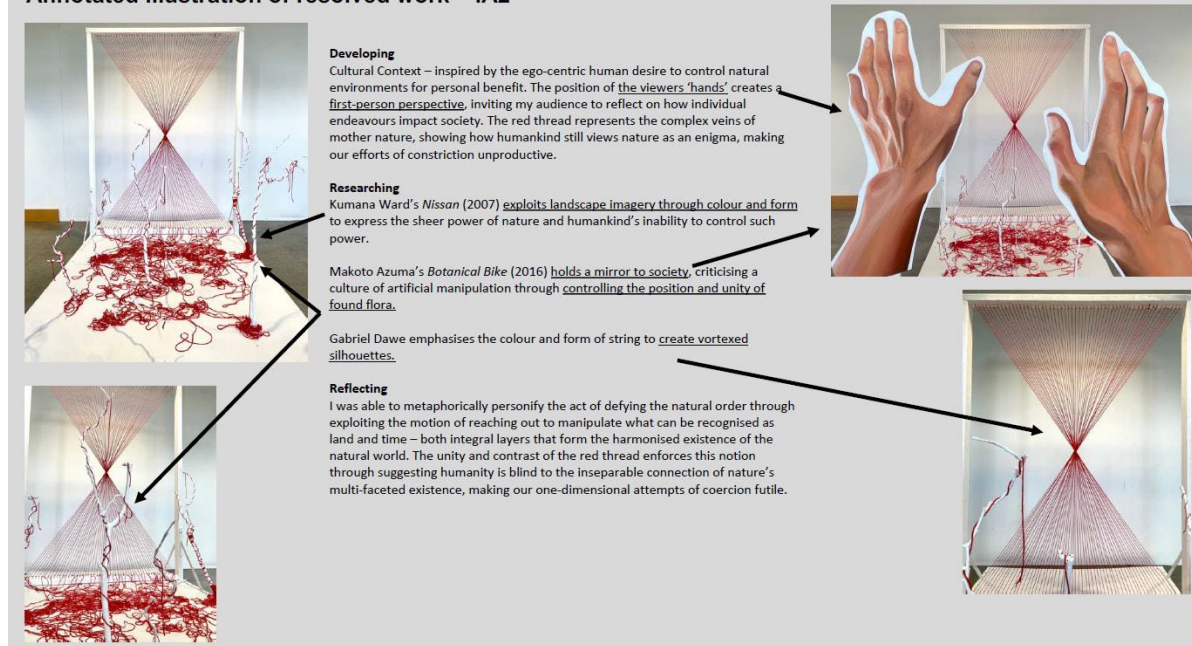 Annotated illustration of resolved work – IA2
Developing
Cultural Context – inspired by the ego-centric human desire to control natural
environments for personal benefit. The position of the viewers ‘hands’ creates a
first-person perspective, inviting my audience to reflect on how individual
endeavours impact society. The red thread represents the complex veins of
mother nature, showing how humankind still views nature as an enigma, making
our efforts of constriction unproductive.
Researching
Kumana Ward’s Nissan (2007) exploits landscape imagery through colour and form
to express the sheer power of nature and humankind’s inability to control such
power.
Makoto Azuma’s Botanical Bike (2016) holds a mirror to society, criticising a
culture of artificial manipulation through controlling the position and unity of
found flora.
Gabriel Dawe emphasises the colour and form of string to create vortexed
silhouettes.
Reflecting
I was able to metaphorically personify the act of defying the natural order through
exploiting the motion of reaching out to manipulate what can be recognised as
land and time – both integral layers that form the harmonised existence of the
natural world. The unity and contrast of the red thread enforces this notion
through suggesting humanity is blind to the inseparable connection of nature’s
multi-faceted existence, making our one-dimensional attempts of coercion futile.